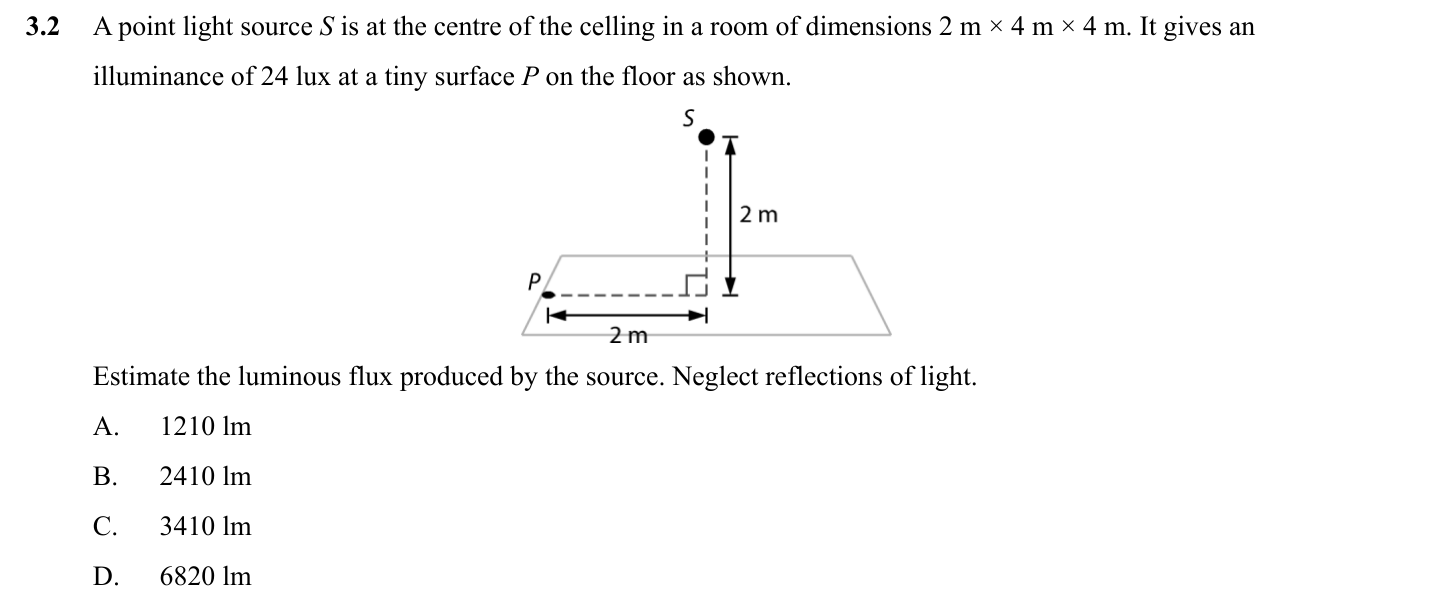 3.2 A point light source S is at the centre of the celling in a room of dimensions 2 m × 4 m × 4 m. It gives an
illuminance of 24 lux at a tiny surface P on the floor as shown.
S
2 m
P
2 m
Estimate the luminous flux produced by the source. Neglect reflections of light.
A. 1210 lm
B. 2410 lm
C. 3410 lm
D. 6820 lm